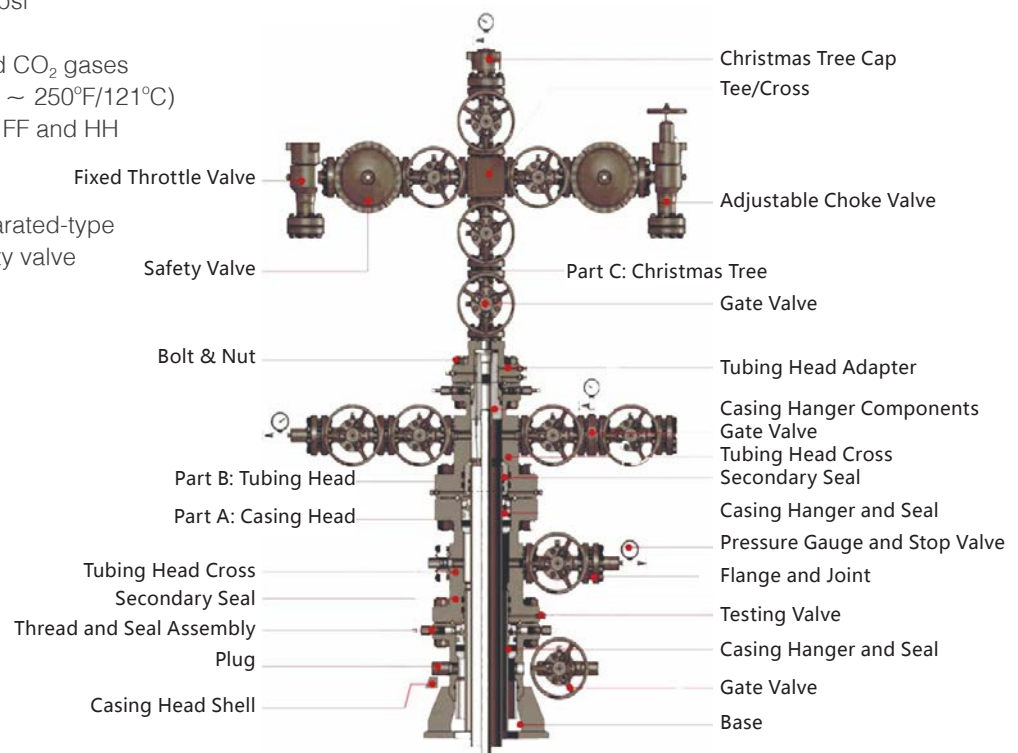 psi
d CO₂ gases
~ 250°F/121°C)
FF and HH
arated-type
ty valve
Christmas Tree Cap
Tee/Cross
Fixed Throttle Valve
Adjustable Choke Valve
Safety Valve
Part C: Christmas Tree
Gate Valve
Bolt & Nut
Tubing Head Adapter
Casing Hanger Components
Gate Valve
Tubing Head Cross
Part B: Tubing Head
Secondary Seal
Part A: Casing Head
Casing Hanger and Seal
Pressure Gauge and Stop Valve
Tubing Head Cross
Flange and Joint
Secondary Seal
Testing Valve
Thread and Seal Assembly
Casing Hanger and Seal
Plug
Gate Valve
Casing Head Shell
Base